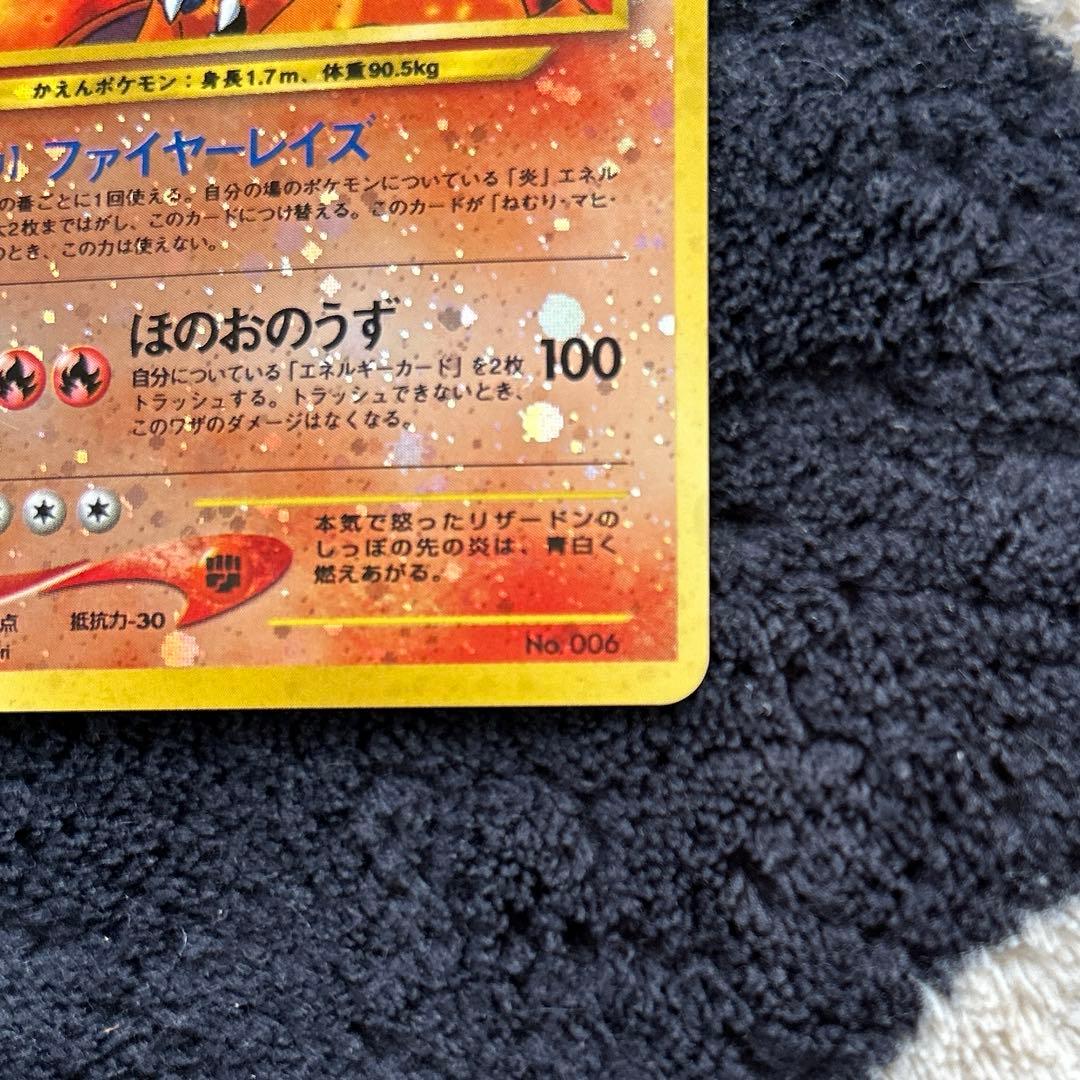 かえんポケモン：身長1.7m、体重90.5kg
ファイヤーレイズ
の番ごとに1回使える。自分の場のポケモンについている「炎」エネル
2枚まではがし、このカードにつけ替える。このカードが「ねむり・マヒ・
のとき、この力は使えない。
ほのおのうず
100
自分についている「エネルギーカード」を2枚
トラッシュする。トラッシュできないとき、
このワザのダメージはなくなる。
本気で怒ったリザードンの
しっぽの先の炎は、青白く
燃えあがる。
点
抵抗力-30
ri
No. 006